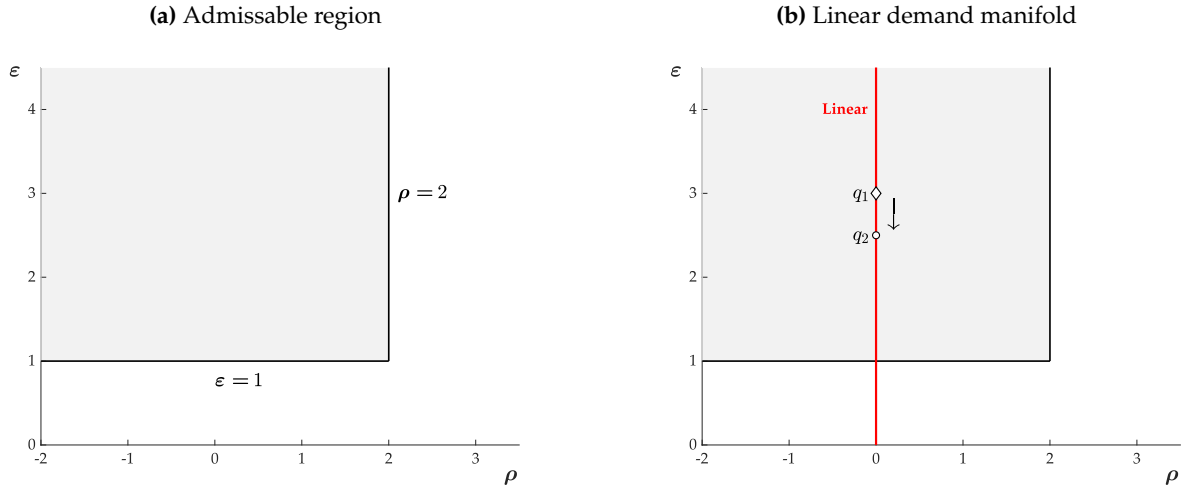 (a) Admissable region
ε
4
3
2
1
0
-2
-1
0
1
2
3
ρ
ρ = 2
ε = 1
(b) Linear demand manifold
ε
4
3
2
1
0
-2
-1
0
1
2
3
ρ
Linear
q1
q2